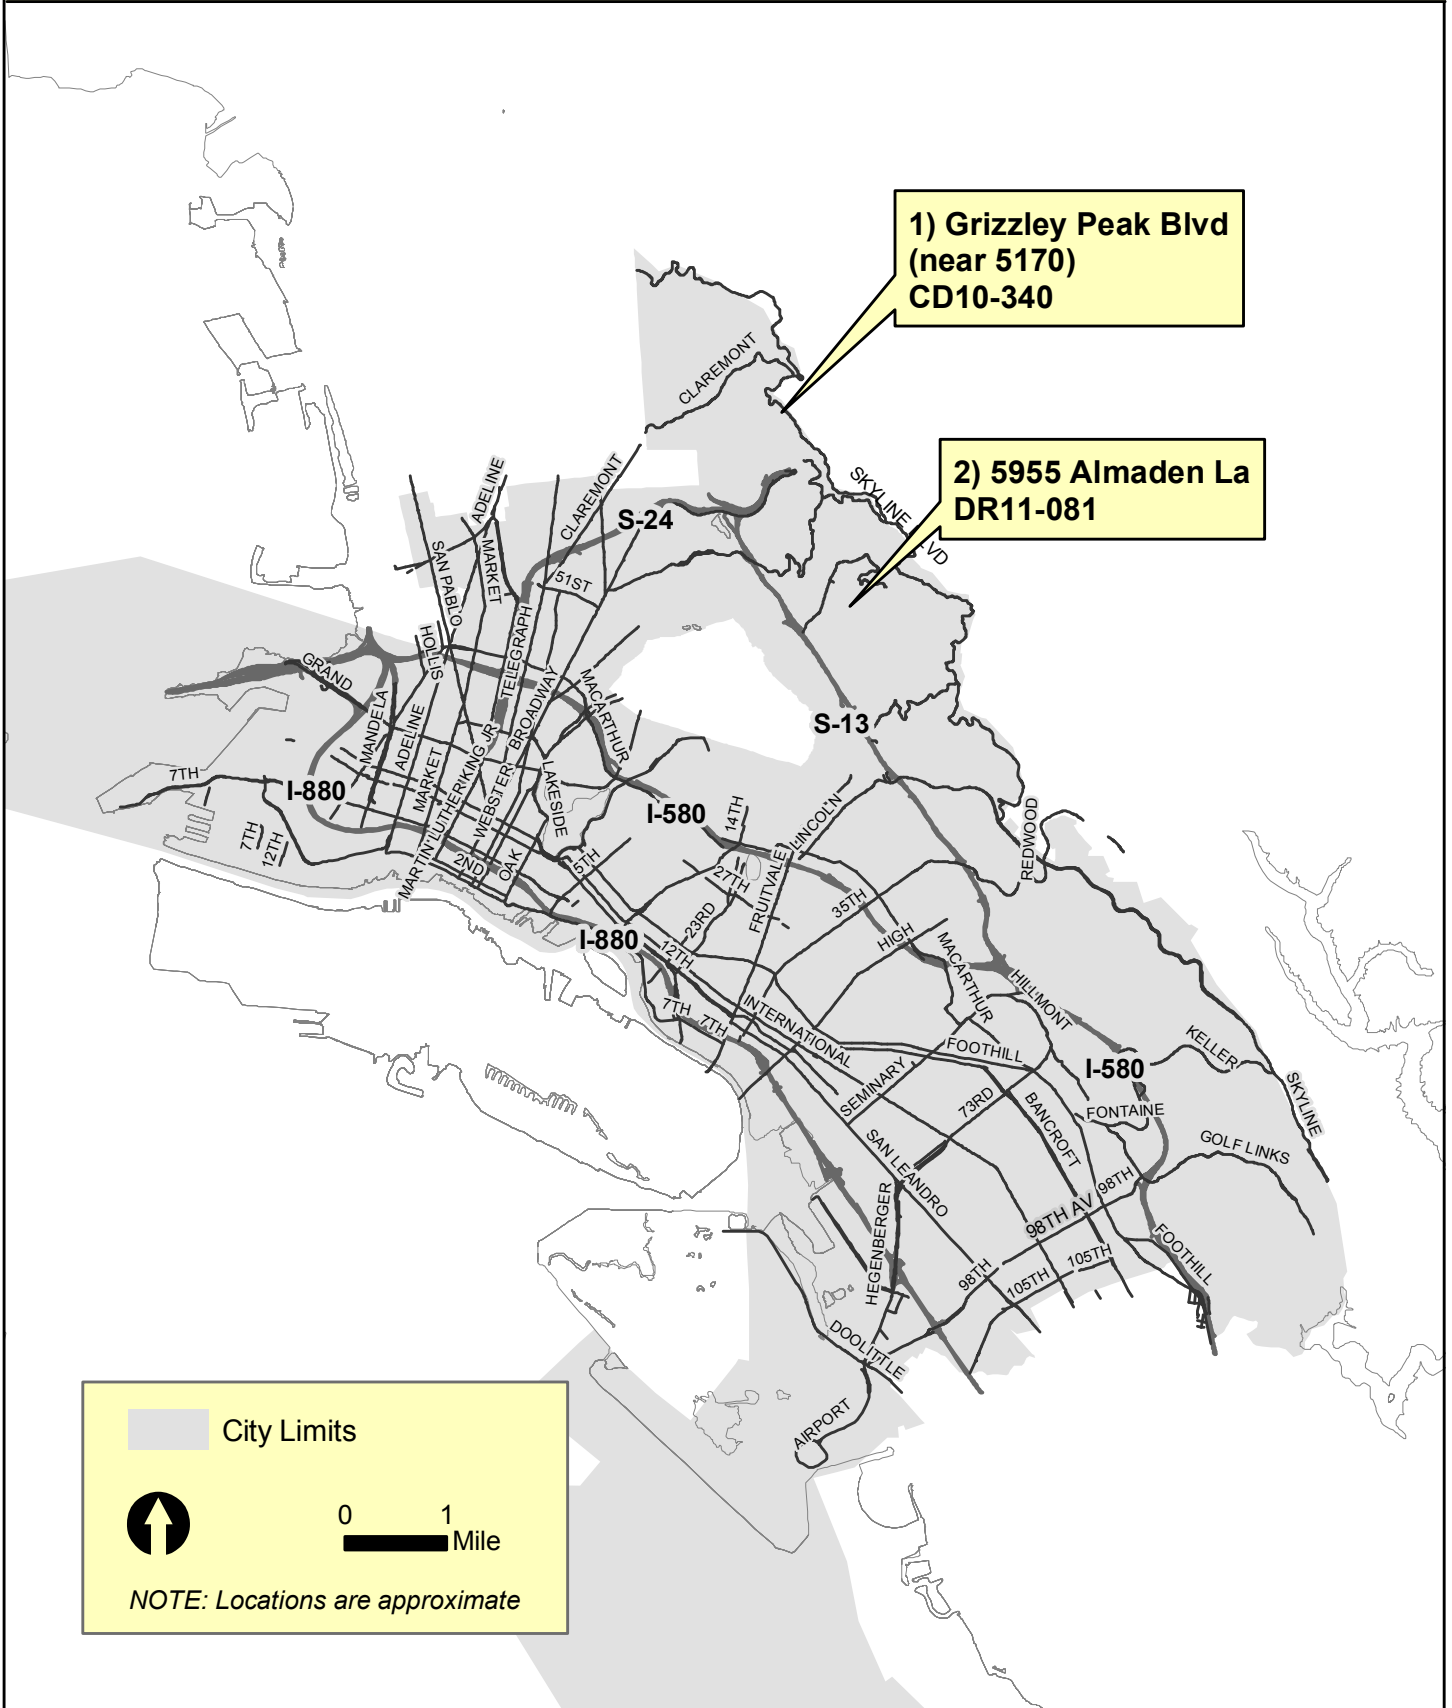 1) Grizzley Peak Blvd
(near 5170)
CD10-340
CLAREMONT
2) 5955 Almaden La
DR11-081
SKYLINE
LVD
ADELINE
CLAREMONT
S-24
SAN PABLO
MARKET
51ST
HOLLIS
TELEGRAPH
GRAND
MANDELA
ADELINE
BROADWAY
MACARTHUR
S-13
7TH
I-880
MARKET
MARTIN LUTHER KING JR
WEBSTER
LAKESIDE
I-580
14TH
LINCOLN
REDWOOD
7TH
12TH
2ND
OAK
5TH
27TH
FRUITVALE
35TH
23RD
I-880
12TH
HIGH
MACARTHUR
HILLMONT
7TH
7TH
INTERNATIONAL
FOOTHILL
KELLER
I-580
SEMINARY
73RD
BANCROFT
FONTAINE
SKYLINE
GOLF LINKS
SAN LEANDRO
HEGENBERGER
98TH AV
98TH
98TH
105TH
105TH
FOOTHILL
DOOLITTLE
AIRPORT
City Limits
0 1
Mile
NOTE: Locations are approximate